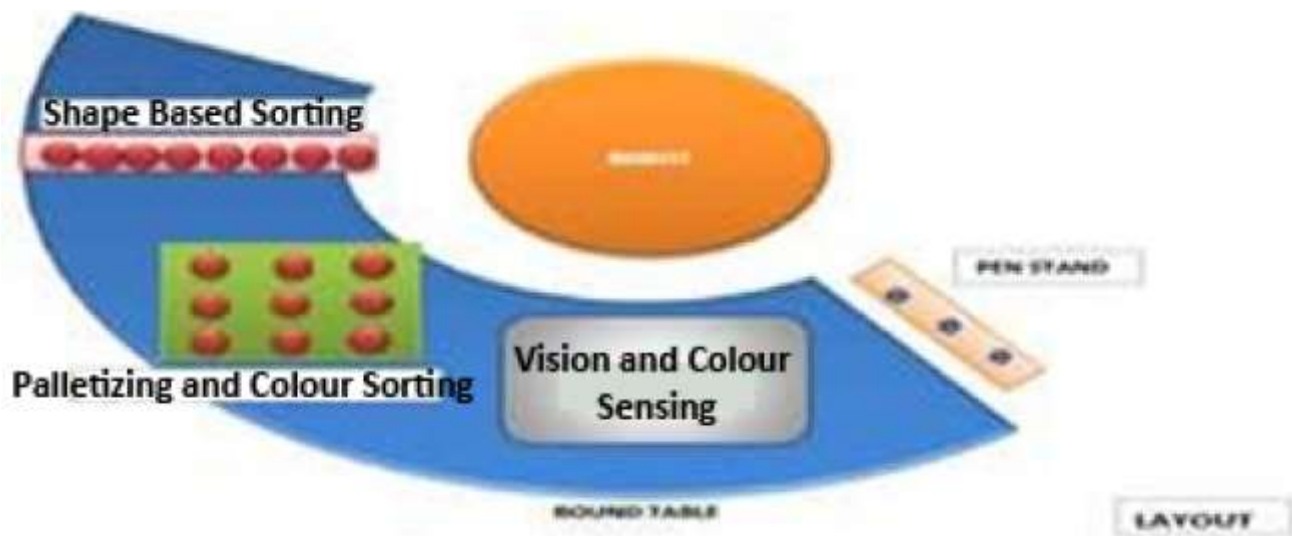 Shape Based Sorting
PEN STAND
Vision and Colour
Sensing
Palletizing and Colour Sorting
ROUND TABLE
LAYOUT